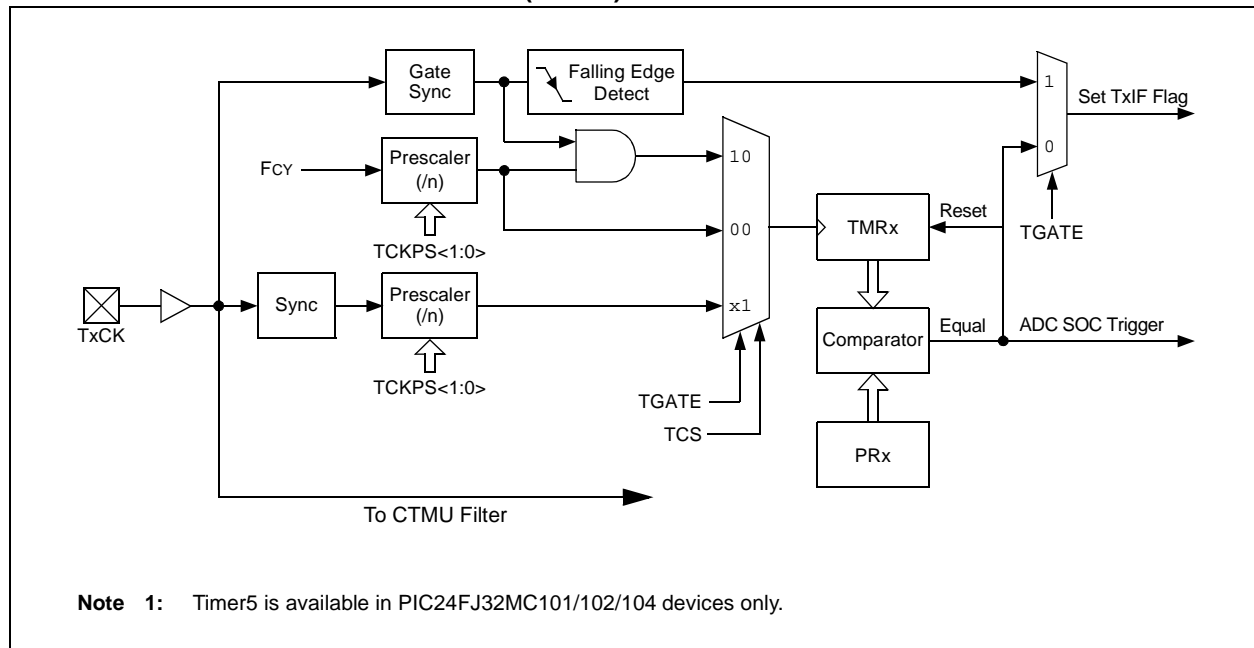 Gate
Sync
Falling Edge
Detect
1
Set TxIF Flag
0
FCY
Prescaler
(/n)
10
TCKPS<1:0>
00
TMRx
Reset
TGATE
TxCK
Sync
Prescaler
(/n)
x1
TCKPS<1:0>
Comparator
Equal
ADC SOC Trigger
TGATE
TCS
PRx
To CTMU Filter
Note 1: Timer5 is available in PIC24FJ32MC101/102/104 devices only.